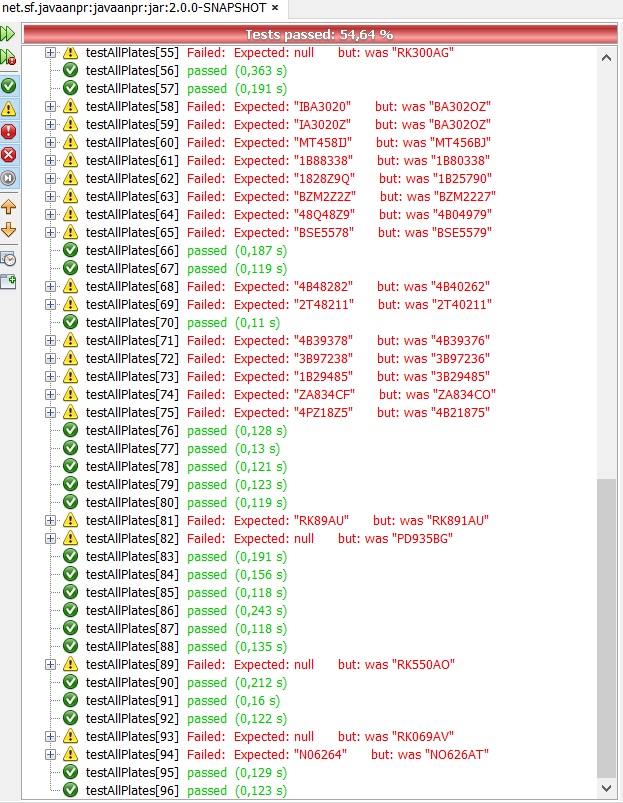 net.sf.javaanpr:javaanpr:jar:2.0.0-SNAPSHOT ×
Tests passed: 54,64 %
testAllPlates[55] Failed: Expected: null but: was "RK300AG"
testAllPlates[56] passed (0,363 s)
testAllPlates[57] passed (0,191 s)
testAllPlates[58] Failed: Expected: "IBA3020" but: was "BA302OZ"
testAllPlates[59] Failed: Expected: "IA3020Z" but: was "BA302OZ"
testAllPlates[60] Failed: Expected: "MT458IJ" but: was "MT456BJ"
testAllPlates[61] Failed: Expected: "1B88338" but: was "1B80338"
testAllPlates[62] Failed: Expected: "1828Z9Q" but: was "1B25790"
testAllPlates[63] Failed: Expected: "BZM2Z2Z" but: was "BZM2227"
testAllPlates[64] Failed: Expected: "48Q48Z9" but: was "4B04979"
testAllPlates[65] Failed: Expected: "BSE5578" but: was "BSE5579"
testAllPlates[66] passed (0,187 s)
testAllPlates[67] passed (0,119 s)
testAllPlates[68] Failed: Expected: "4B48282" but: was "4B40262"
testAllPlates[69] Failed: Expected: "2T48211" but: was "2T40211"
testAllPlates[70] passed (0,11 s)
testAllPlates[71] Failed: Expected: "4B39378" but: was "4B39376"
testAllPlates[72] Failed: Expected: "3B97238" but: was "3B97236"
testAllPlates[73] Failed: Expected: "1B29485" but: was "3B29485"
testAllPlates[74] Failed: Expected: "ZA834CF" but: was "ZA834CO"
testAllPlates[75] Failed: Expected: "4PZ18Z5" but: was "4B21875"
testAllPlates[76] passed (0,128 s)
testAllPlates[77] passed (0,13 s)
testAllPlates[78] passed (0,121 s)
testAllPlates[79] passed (0,123 s)
testAllPlates[80] passed (0,119 s)
testAllPlates[81] Failed: Expected: "RK89AU" but: was "RK891AU"
testAllPlates[82] Failed: Expected: null but: was "PD935BG"
testAllPlates[83] passed (0,191 s)
testAllPlates[84] passed (0,156 s)
testAllPlates[85] passed (0,118 s)
testAllPlates[86] passed (0,243 s)
testAllPlates[87] passed (0,118 s)
testAllPlates[88] passed (0,135 s)
testAllPlates[89] Failed: Expected: null but: was "RK550AO"
testAllPlates[90] passed (0,212 s)
testAllPlates[91] passed (0,16 s)
testAllPlates[92] passed (0,122 s)
testAllPlates[93] Failed: Expected: null but: was "RK069AV"
testAllPlates[94] Failed: Expected: "N06264" but: was "NO626AT"
testAllPlates[95] passed (0,129 s)
testAllPlates[96] passed (0,123 s)